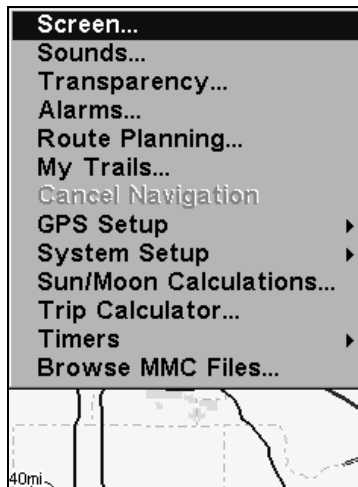 Screen...
Sounds...
Transparency...
Alarms...
Route Planning...
My Trails...
Cancel Navigation
GPS Setup
System Setup
Sun/Moon Calculations...
Trip Calculator...
Timers
Browse MMC Files...
40mi